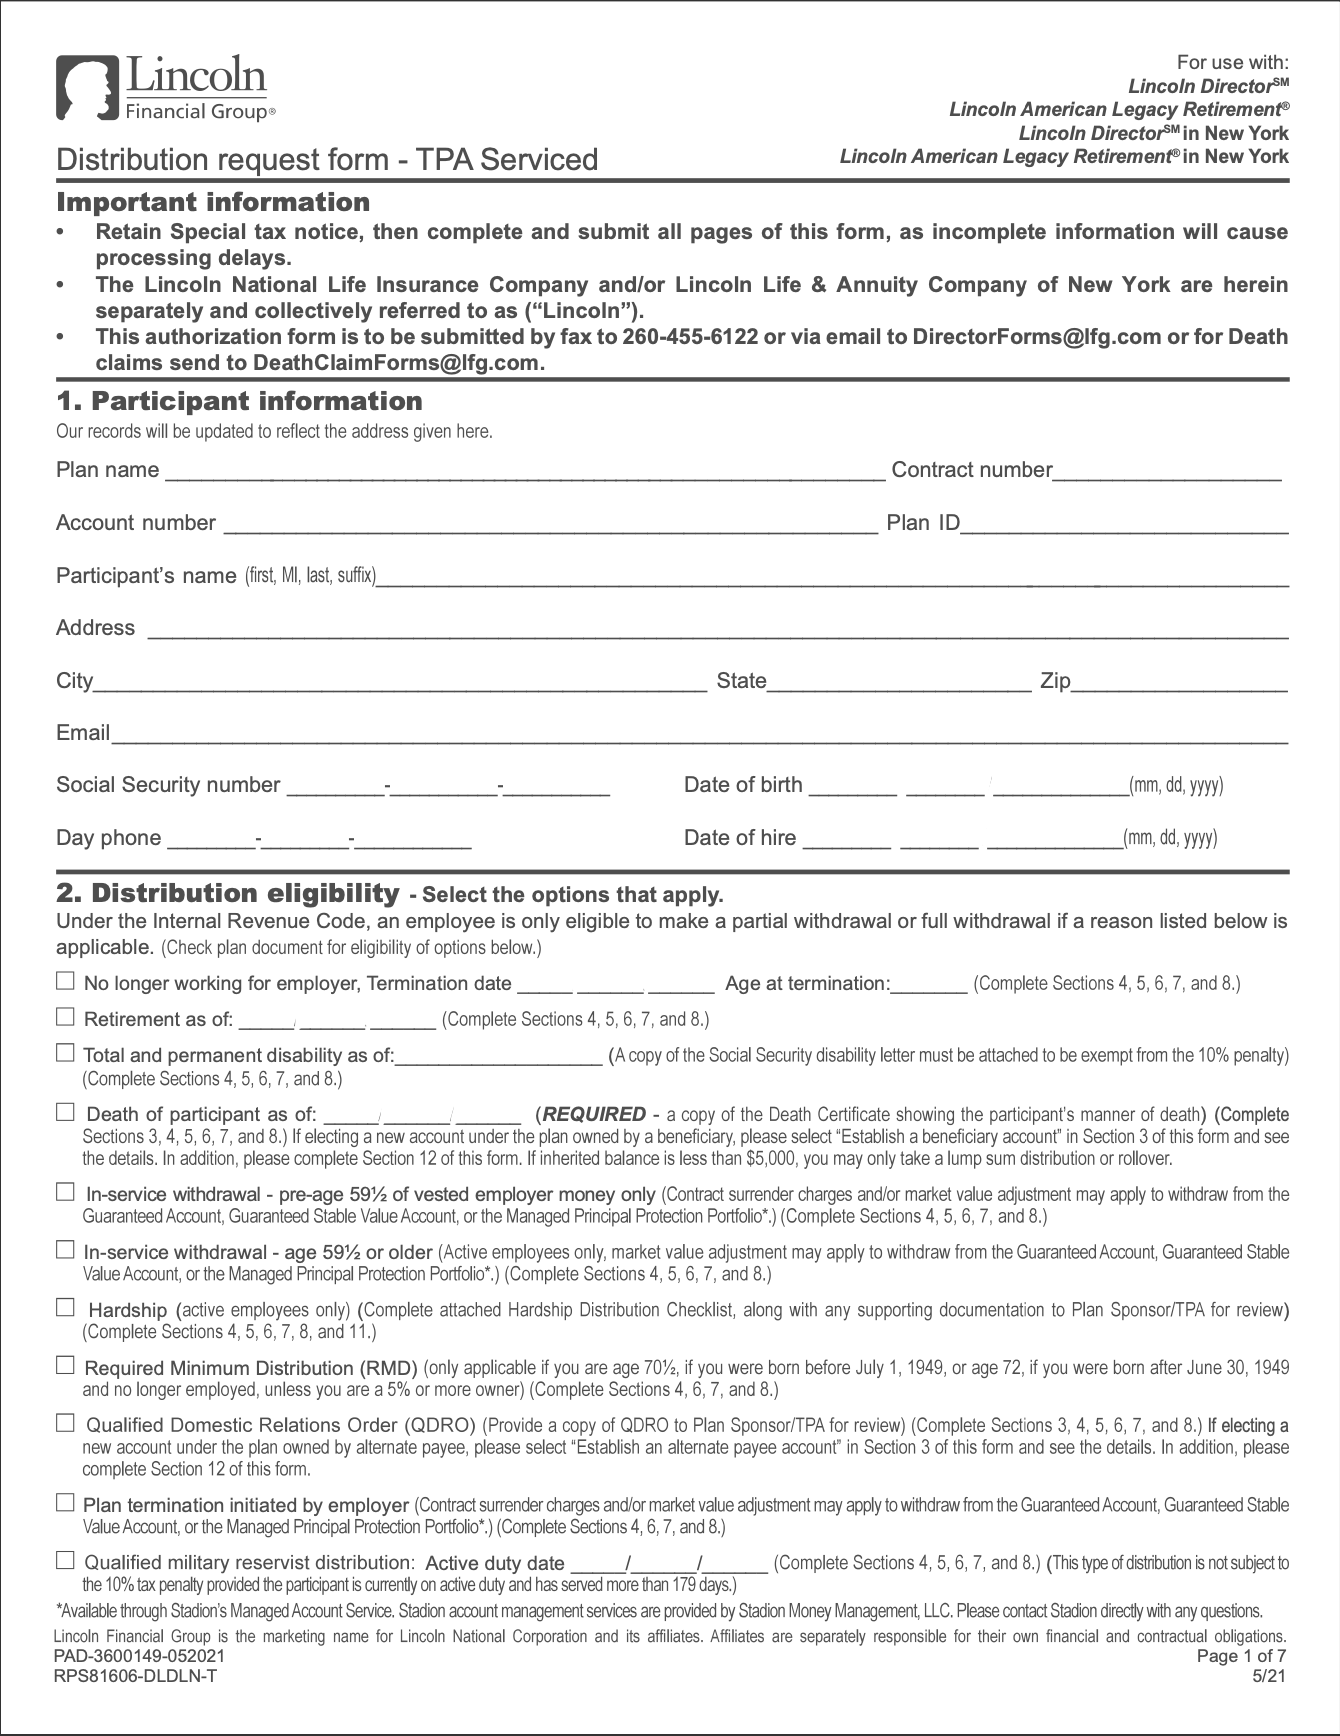 Lincoln
Financial Group®
For use with:
Lincoln DirectorSM
Lincoln American Legacy Retirement®
Lincoln DirectorSM in New York
Lincoln American Legacy Retirement® in New York
Distribution request form - TPA Serviced
Important information
• Retain Special tax notice, then complete and submit all pages of this form, as incomplete information will cause
processing delays.
• The Lincoln National Life Insurance Company and/or Lincoln Life & Annuity Company of New York are herein
separately and collectively referred to as (“Lincoln”).
• This authorization form is to be submitted by fax to 260-455-6122 or via email to DirectorForms@lfg.com or for Death
claims send to DeathClaimForms@lfg.com.
1. Participant information
Our records will be updated to reflect the address given here.
Plan name ____________ Contract number____________
Account number ____________ Plan ID____________
Participant’s name (first, MI, last, suffix)____________
Address ____________
City____________ State____________ Zip____________
Email____________
Social Security number ________-________-________ Date of birth _______ _______ / ___________(mm, dd, yyyy)
Day phone _______-_______-_________ Date of hire _______ _______ ___________(mm, dd, yyyy)
2. Distribution eligibility - Select the options that apply.
Under the Internal Revenue Code, an employee is only eligible to make a partial withdrawal or full withdrawal if a reason listed below is
applicable. (Check plan document for eligibility of options below.)
☐ No longer working for employer, Termination date _____ ______ ______ Age at termination:_______ (Complete Sections 4, 5, 6, 7, and 8.)
☐ Retirement as of: _____/ ______ ______ (Complete Sections 4, 5, 6, 7, and 8.)
☐ Total and permanent disability as of:_________________ (A copy of the Social Security disability letter must be attached to be exempt from the 10% penalty)
(Complete Sections 4, 5, 6, 7, and 8.)
☐ Death of participant as of: _____/______/______ (REQUIRED - a copy of the Death Certificate showing the participant’s manner of death) (Complete
Sections 3, 4, 5, 6, 7, and 8.) If electing a new account under the plan owned by a beneficiary, please select “Establish a beneficiary account” in Section 3 of this form and see
the details. In addition, please complete Section 12 of this form. If inherited balance is less than $5,000, you may only take a lump sum distribution or rollover.
☐ In-service withdrawal - pre-age 59½ of vested employer money only (Contract surrender charges and/or market value adjustment may apply to withdraw from the
Guaranteed Account, Guaranteed Stable Value Account, or the Managed Principal Protection Portfolio*.) (Complete Sections 4, 5, 6, 7, and 8.)
☐ In-service withdrawal - age 59½ or older (Active employees only, market value adjustment may apply to withdraw from the Guaranteed Account, Guaranteed Stable
Value Account, or the Managed Principal Protection Portfolio*.) (Complete Sections 4, 5, 6, 7, and 8.)
☐ Hardship (active employees only) (Complete attached Hardship Distribution Checklist, along with any supporting documentation to Plan Sponsor/TPA for review)
(Complete Sections 4, 5, 6, 7, 8, and 11.)
☐ Required Minimum Distribution (RMD) (only applicable if you are age 70½, if you were born before July 1, 1949, or age 72, if you were born after June 30, 1949
and no longer employed, unless you are a 5% or more owner) (Complete Sections 4, 6, 7, and 8.)
☐ Qualified Domestic Relations Order (QDRO) (Provide a copy of QDRO to Plan Sponsor/TPA for review) (Complete Sections 3, 4, 5, 6, 7, and 8.) If electing a
new account under the plan owned by alternate payee, please select “Establish an alternate payee account” in Section 3 of this form and see the details. In addition, please
complete Section 12 of this form.
☐ Plan termination initiated by employer (Contract surrender charges and/or market value adjustment may apply to withdraw from the Guaranteed Account, Guaranteed Stable
Value Account, or the Managed Principal Protection Portfolio*.) (Complete Sections 4, 6, 7, and 8.)
☐ Qualified military reservist distribution: Active duty date _____/______/______ (Complete Sections 4, 5, 6, 7, and 8.) (This type of distribution is not subject to
the 10% tax penalty provided the participant is currently on active duty and has served more than 179 days.)
*Available through Stadion’s Managed Account Service. Stadion account management services are provided by Stadion Money Management, LLC. Please contact Stadion directly with any questions.
Lincoln Financial Group is the marketing name for Lincoln National Corporation and its affiliates. Affiliates are separately responsible for their own financial and contractual obligations.
PAD-3600149-052021 Page 1 of 7
RPS81606-DLDLN-T 5/21